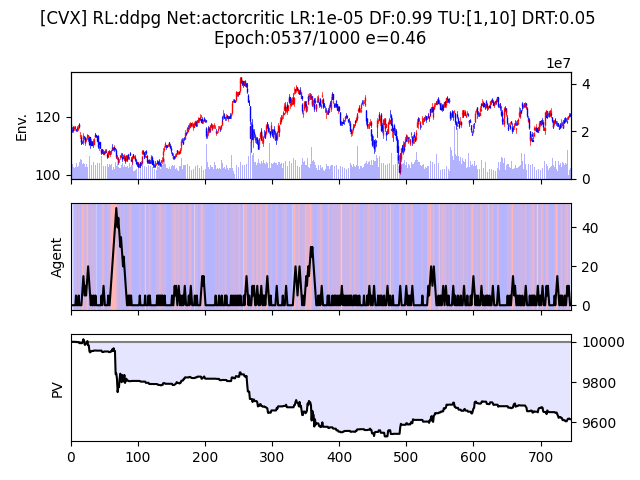 [CVX] RL:ddpg Net:actorcritic LR:1e-05 DF:0.99 TU:[1,10] DRT:0.05
Epoch:0537/1000 e=0.46
1e7
Env.
120
100
4
2
0
Agent
40
20
0
PV
10000
9800
9600
0 100 200 300 400 500 600 700